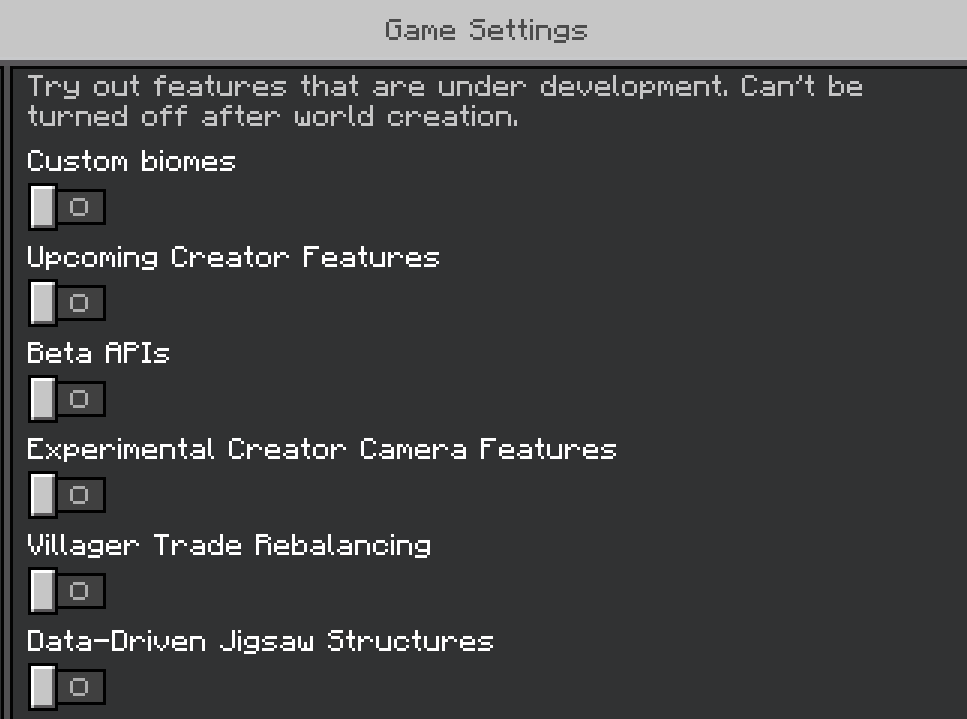 Game Settings
Try out features that are under development. Can't be
turned off after world creation.
Custom biomes
Upcoming Creator Features
Beta APIs
Experimental Creator Camera Features
Villager Trade Rebalancing
Data-Driven Jigsaw Structures